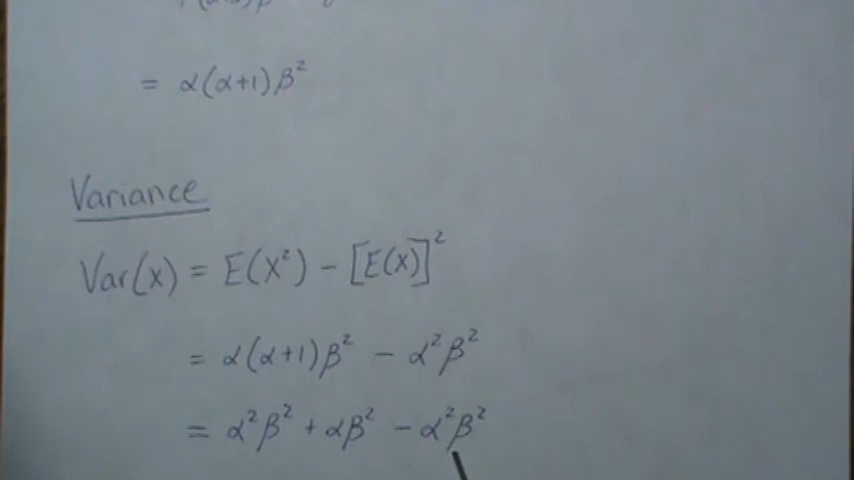 = α(α+1)β²
Variance
Var(X) = E(X²) - [E(X)]²
= α(α+1)β² - α²β²
= α²β² + αβ² - α²β²